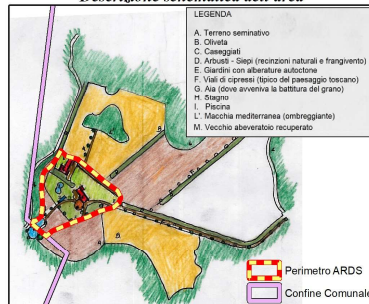 Descrizione schematica dell'area
LEGENDA
A. Terreno seminativo
B. Oliveta
C. Caseggiati
D. Arbusti - Siepi (recinzioni naturali e frangivento)
E. Giardini con alberature autoctone
F. Viali di cipressi (tipico del paesaggio toscano)
G. Aia (dove avveniva la battitura del grano)
H. Stagno
I. Piscina
L'. Macchia mediterranea (ombreggiante)
M. Vecchio abeveratoio recuperato
Perimetro ARDS
Confine Comunale